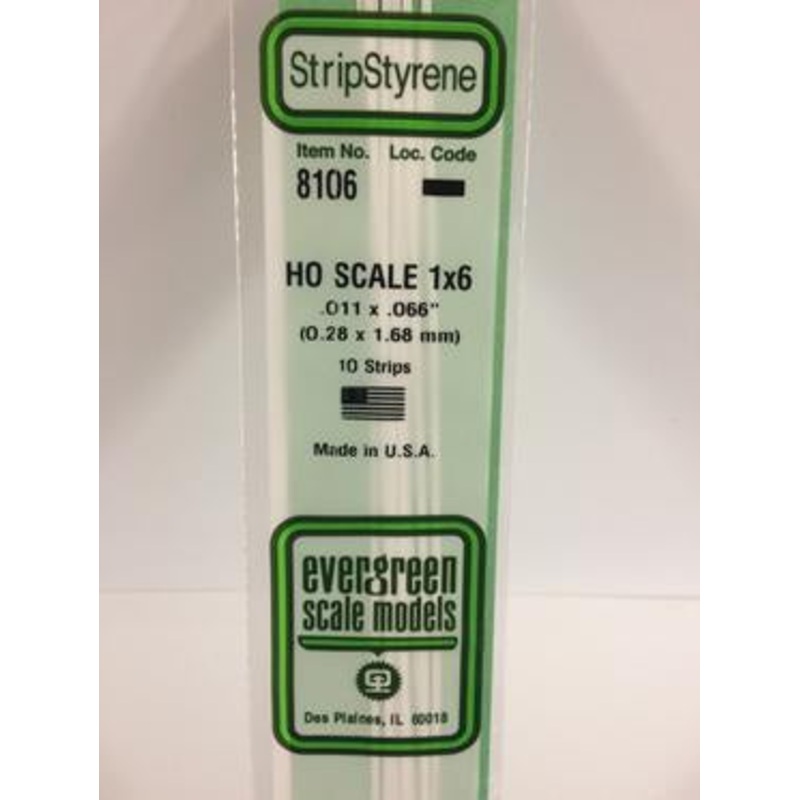 StripStyrene
Item No. Loc. Code
8106
HO SCALE 1x6
.011 x .066"
(0.28 x 1.68 mm)
10 Strips
Made in U.S.A.
evergreen
scale models
Des Plaines, IL 60018